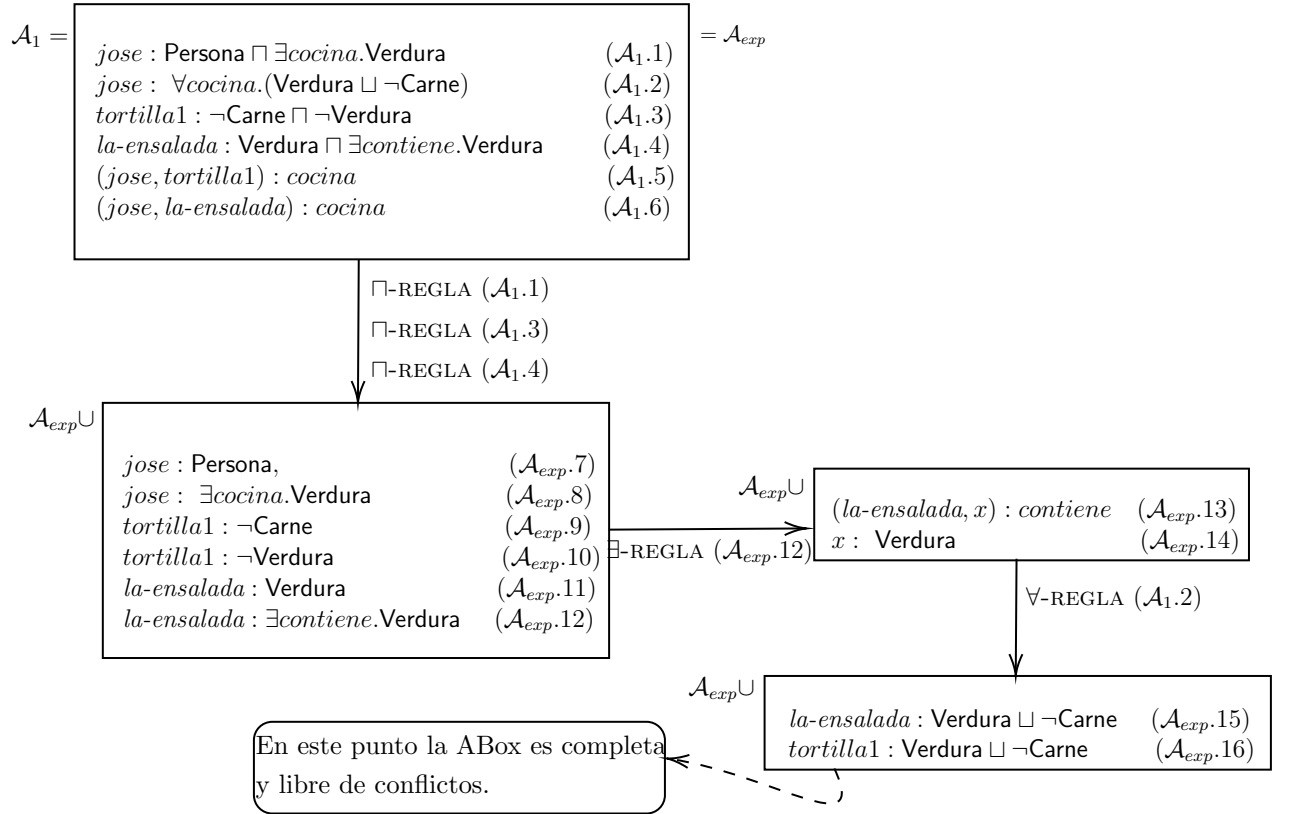 𝒜₁ =
jose : Persona ⊓ ∃cocina.Verdura (𝒜₁.1)
jose : ∀cocina.(Verdura ⊔ ¬Carne) (𝒜₁.2)
tortilla1 : ¬Carne ⊓ ¬Verdura (𝒜₁.3)
la-ensalada : Verdura ⊓ ∃contiene.Verdura (𝒜₁.4)
(jose, tortilla1) : cocina (𝒜₁.5)
(jose, la-ensalada) : cocina (𝒜₁.6)
= 𝒜ₑₓₚ
⊓-REGLA (𝒜₁.1)
⊓-REGLA (𝒜₁.3)
⊓-REGLA (𝒜₁.4)
𝒜ₑₓₚ∪
jose : Persona, (𝒜ₑₓₚ.7)
jose : ∃cocina.Verdura (𝒜ₑₓₚ.8)
tortilla1 : ¬Carne (𝒜ₑₓₚ.9)
tortilla1 : ¬Verdura (𝒜ₑₓₚ.10)
la-ensalada : Verdura (𝒜ₑₓₚ.11)
la-ensalada : ∃contiene.Verdura (𝒜ₑₓₚ.12)
∃-REGLA (𝒜ₑₓₚ.12)
𝒜ₑₓₚ∪
(la-ensalada, x) : contiene (𝒜ₑₓₚ.13)
x : Verdura (𝒜ₑₓₚ.14)
∀-REGLA (𝒜₁.2)
𝒜ₑₓₚ∪
la-ensalada : Verdura ⊔ ¬Carne (𝒜ₑₓₚ.15)
tortilla1 : Verdura ⊔ ¬Carne (𝒜ₑₓₚ.16)
En este punto la ABox es completa
y libre de conflictos.